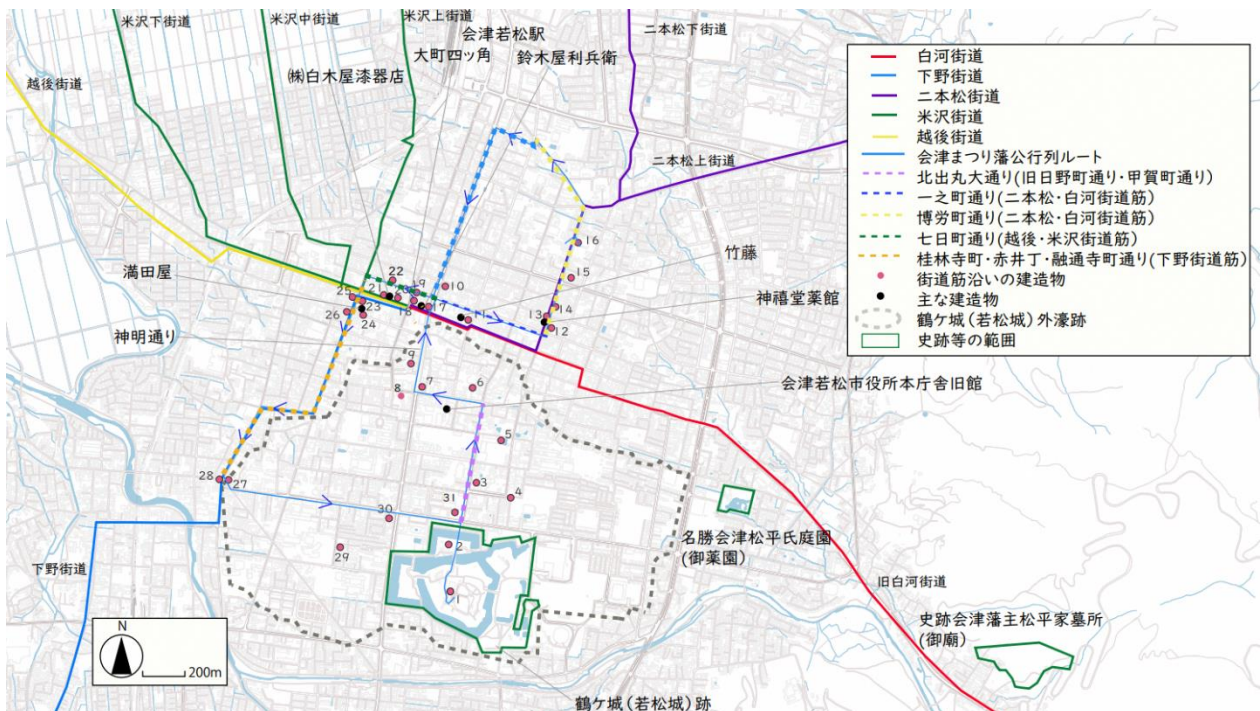 米沢下街道
米沢中街道
米沢上街道
会津若松駅
大町四ッ角
鈴木屋利兵衛
㈱白木屋漆器店
二本松下街道
越後街道
二本松上街道
白河街道
下野街道
二本松街道
米沢街道
越後街道
会津まつり藩公行列ルート
北出丸大通り(旧日野町通り・甲賀町通り)
一之町通り(二本松・白河街道筋)
博労町通り(二本松・白河街道筋)
七日町通り(越後・米沢街道筋)
桂林寺町・赤井丁・融通寺町通り(下野街道筋)
街道筋沿いの建造物
主な建造物
鶴ケ城(若松城)外濠跡
史跡等の範囲
満田屋
神明通り
竹藤
神禧堂薬館
会津若松市役所本庁舎旧館
16
15
22
19
10
21
20
25
18
17
14
26
23
24
11
13
12
9
7
6
8
5
28
27
3
4
31
30
2
29
1
名勝会津松平氏庭園
(御薬園)
下野街道
旧白河街道
史跡会津藩主松平家墓所
(御廟)
N
200m
鶴ケ城(若松城)跡